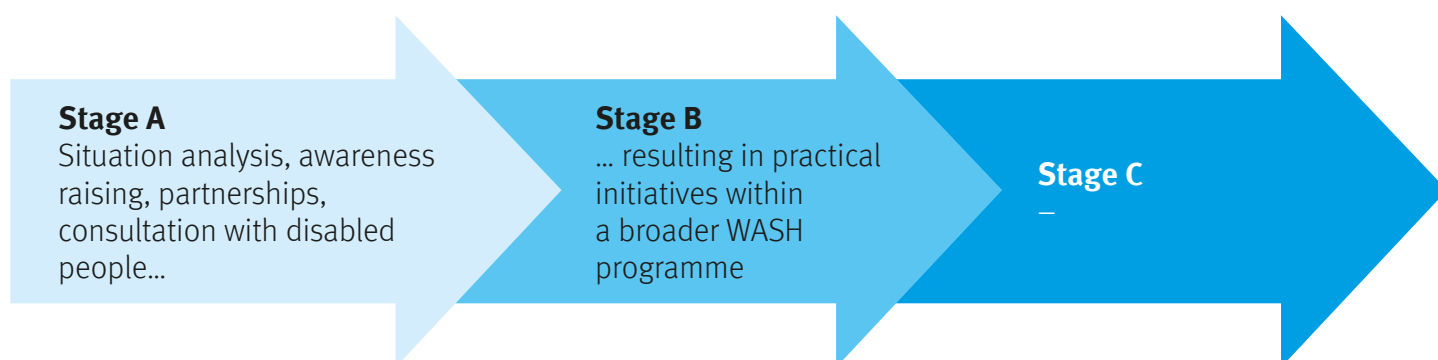 Stage A
Situation analysis, awareness
raising, partnerships,
consultation with disabled
people…
Stage B
… resulting in practical
initiatives within
a broader WASH
programme
Stage C
–